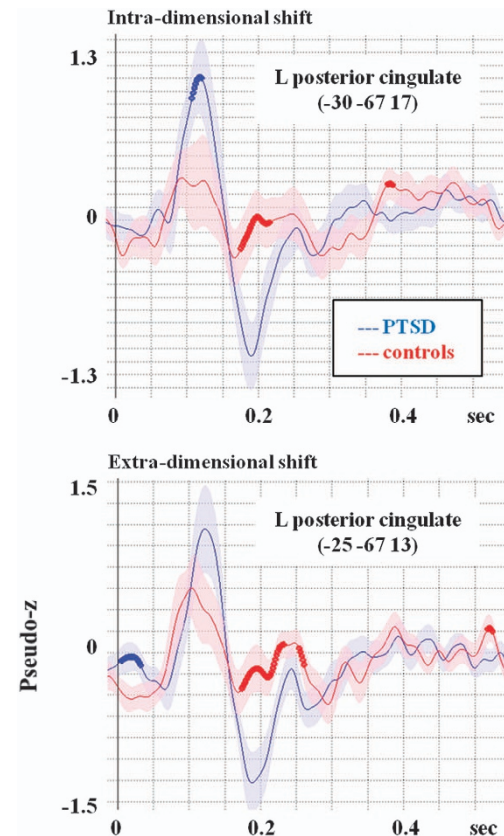 Intra-dimensional shift
1.3
L posterior cingulate
(-30 -67 17)
0
--- PTSD
--- controls
-1.3
0 0.2 0.4 sec
Extra-dimensional shift
1.5
L posterior cingulate
(-25 -67 13)
0
Pseudo-z
-1.5
0 0.2 0.4 sec